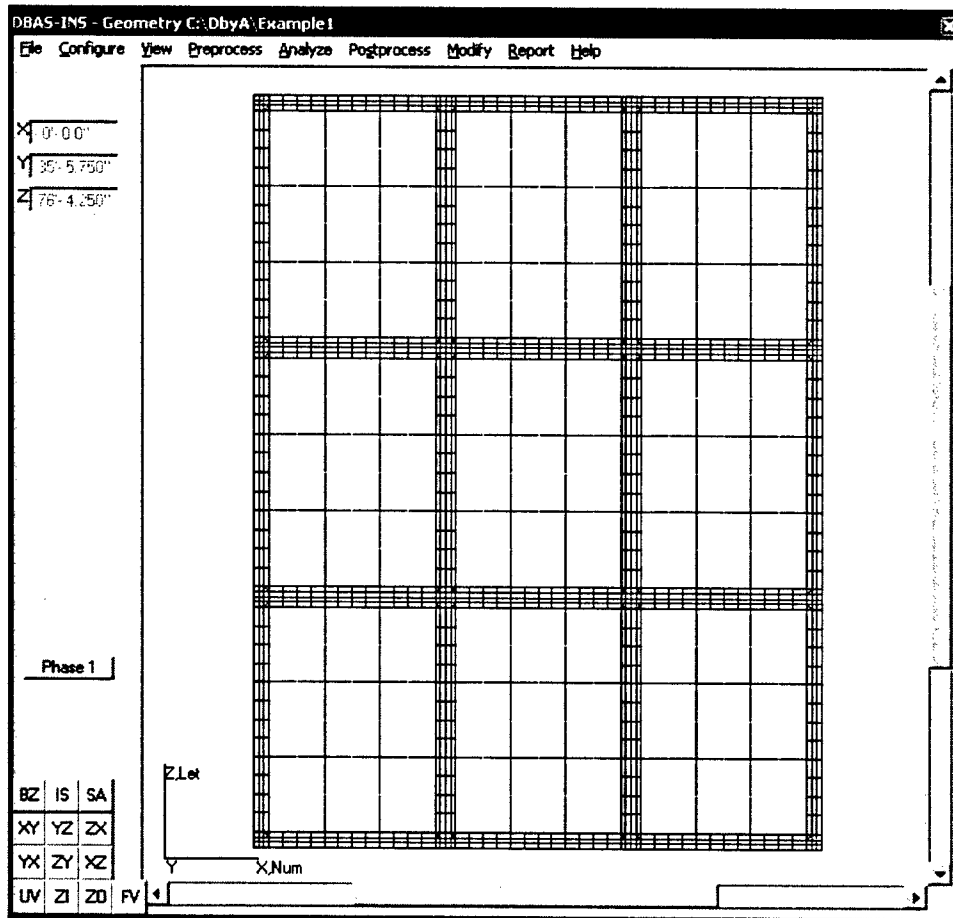 DBAS-INS - Geometry C:\DbyA\Example1
File Configure View Preprocess Analyze Postprocess Modify Report Help
X 0'-0.0"
Y 35'-5.750"
Z 76'-4.250"
Phase 1
Z,Let
Y X,Num
BZ IS SA
XY YZ ZX
YX ZY XZ
UV ZI ZO FV